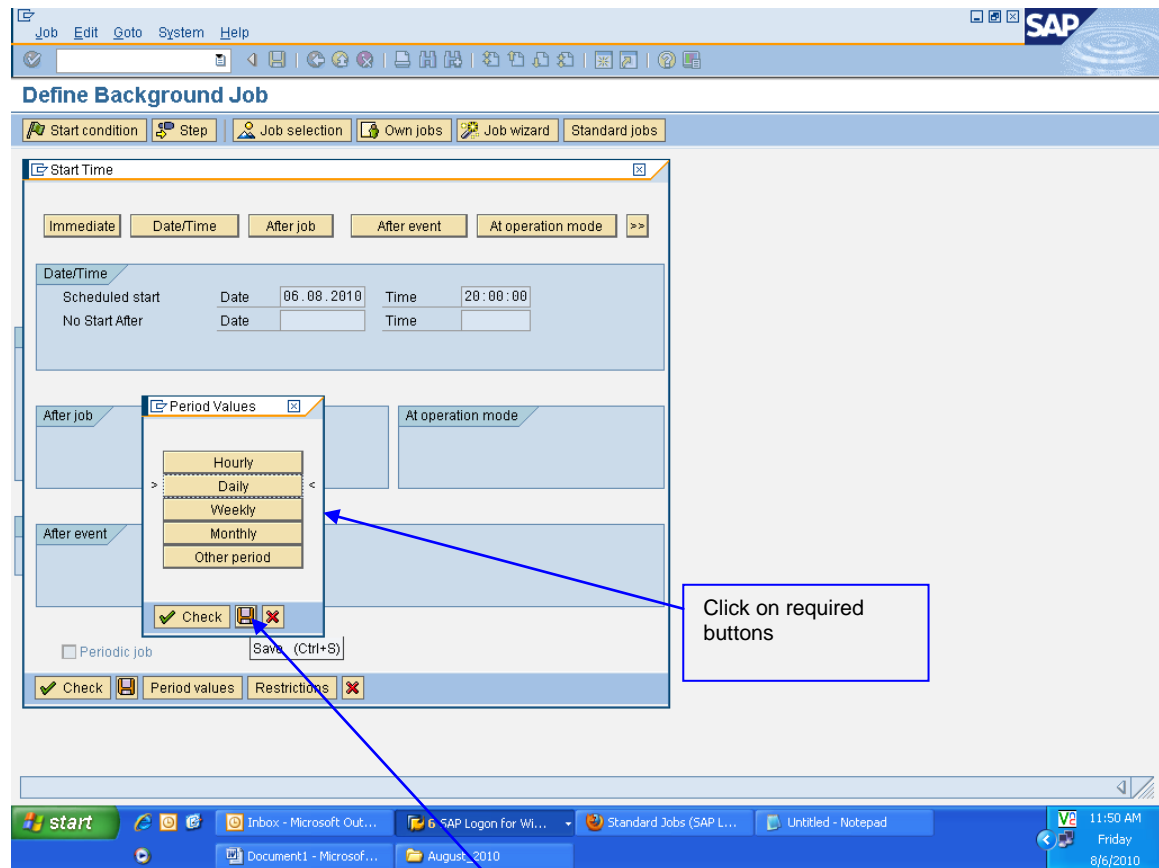 Job Edit Goto System Help
SAP
Define Background Job
Start condition Step Job selection Own jobs Job wizard Standard jobs
Start Time
Immediate Date/Time After job After event At operation mode >>
Date/Time
Scheduled start Date 06.08.2010 Time 20:00:00
No Start After Date Time
Period Values
After job At operation mode
Hourly
> Daily <
Weekly
After event Monthly
Other period
Click on required
buttons
Check
Periodic job Save (Ctrl+S)
Check Period values Restrictions
start Inbox - Microsoft Out... 6 SAP Logon for Wi... Standard Jobs (SAP L... Untitled - Notepad 11:50 AM
Friday
Document1 - Microsof... August_2010 8/6/2010